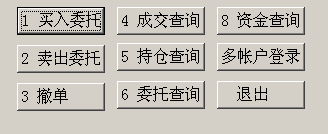 1 买入委托 4 成交查询 8 资金查询
2 卖出委托 5 持仓查询 多帐户登录
3 撤单 6 委托查询 退出